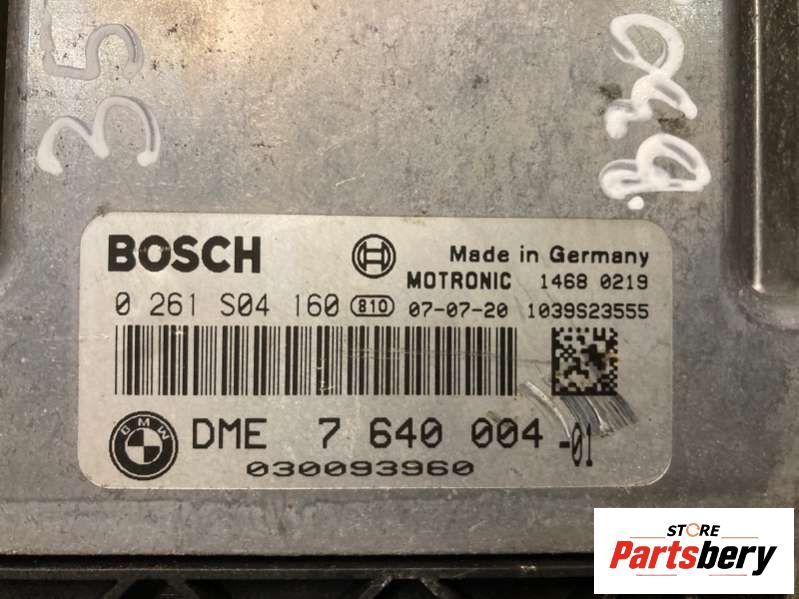 35
BOSCH
Made in Germany
MOTRONIC 1468 0219
0 261 S04 160 810 07-07-20 1039S23555
BMW DME 7 640 004 -01
030093960
STORE
Partsbery